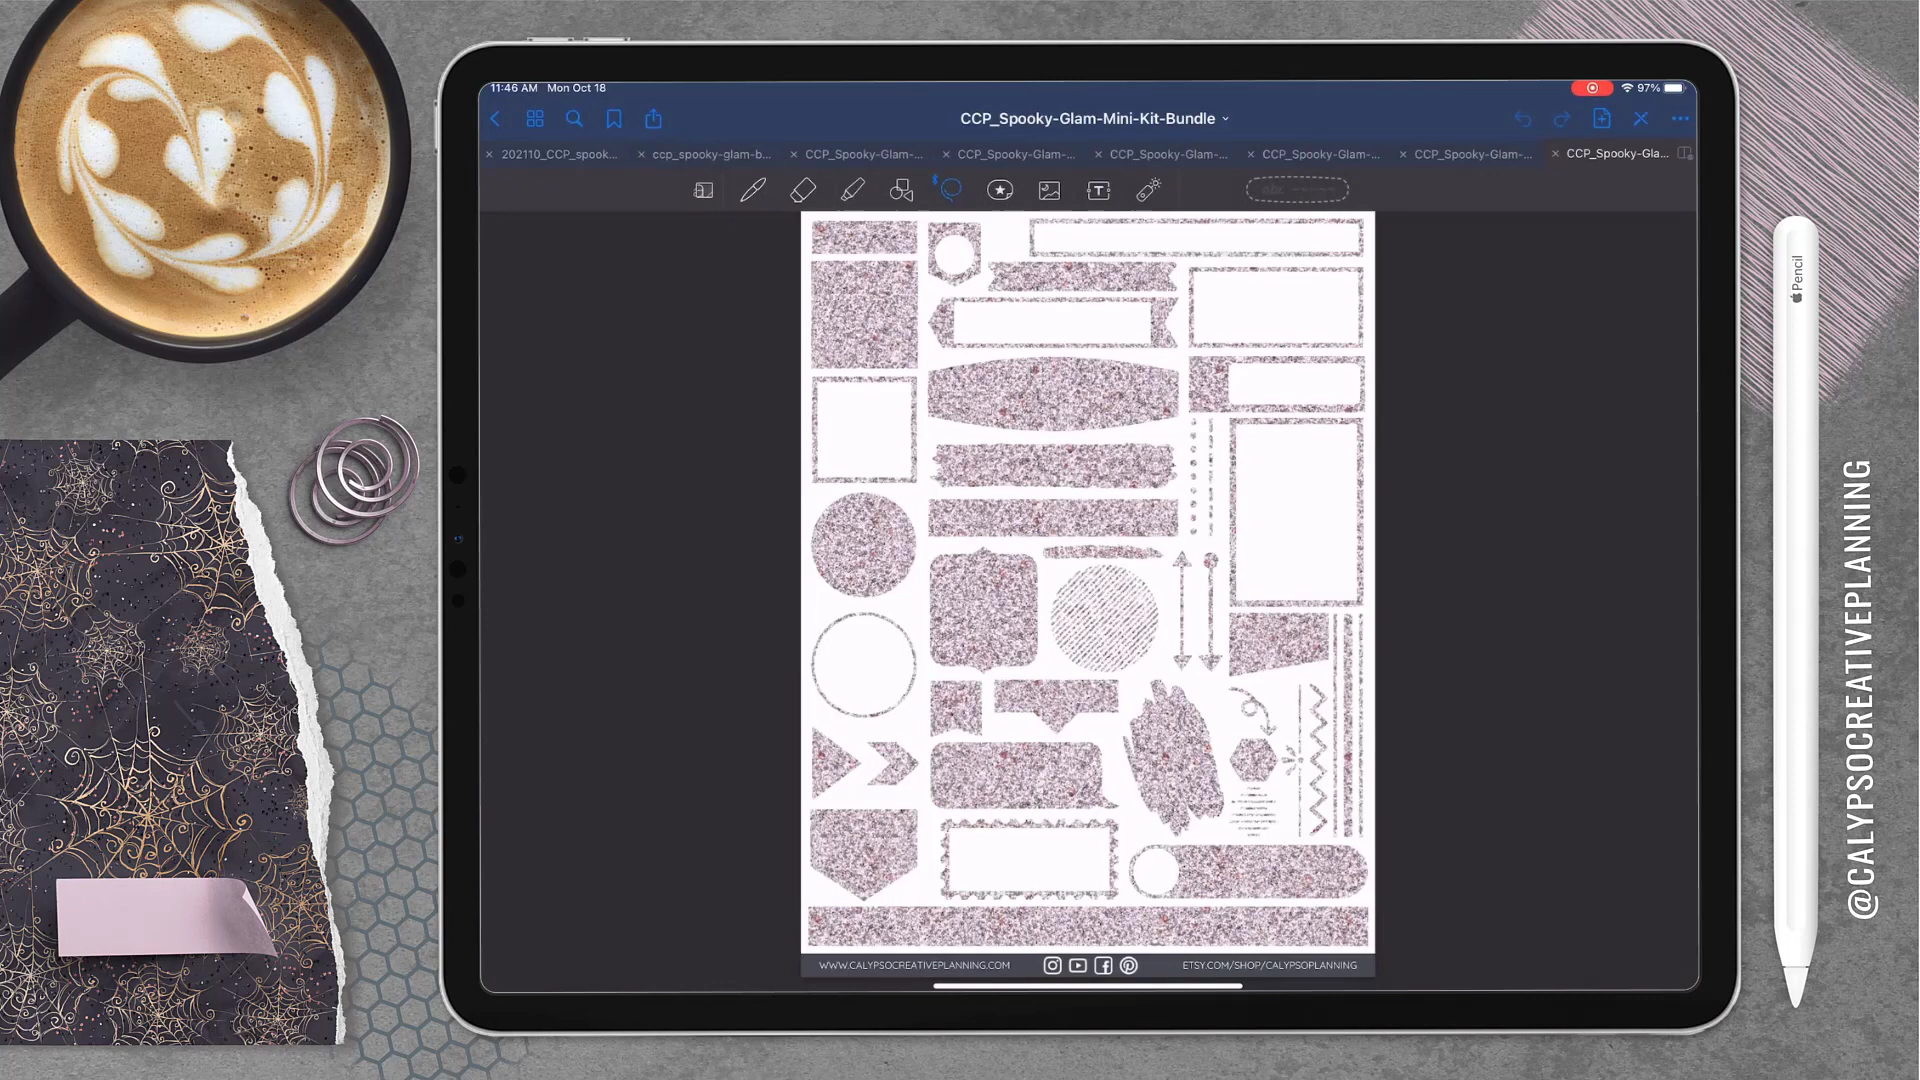 11:46 AM Mon Oct 18
97%
CCP_Spooky-Glam-Mini-Kit-Bundle
202110_CCP_spook...
ccp_spooky-glam-b...
CCP_Spooky-Glam-...
CCP_Spooky-Glam-...
CCP_Spooky-Glam-...
CCP_Spooky-Glam-...
CCP_Spooky-Glam-...
CCP_Spooky-Gla...
WWW.CALYPSOCREATIVEPLANNING.COM
ETSY.COM/SHOP/CALYPSOPLANNING
Pencil
@CALYPSOCREATIVEPLANNING